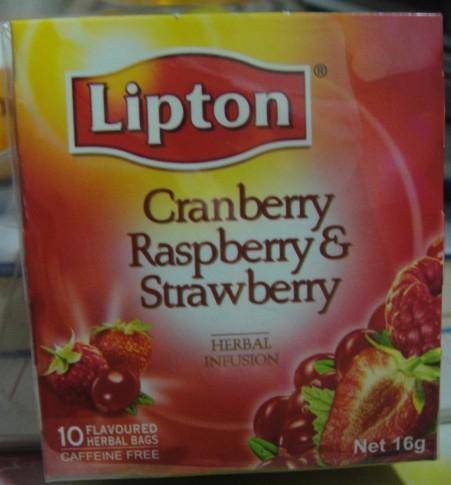 Lipton®
Cranberry
Raspberry &
Strawberry
HERBAL
INFUSION
10 FLAVOURED
HERBAL BAGS
CAFFEINE FREE
Net 16g